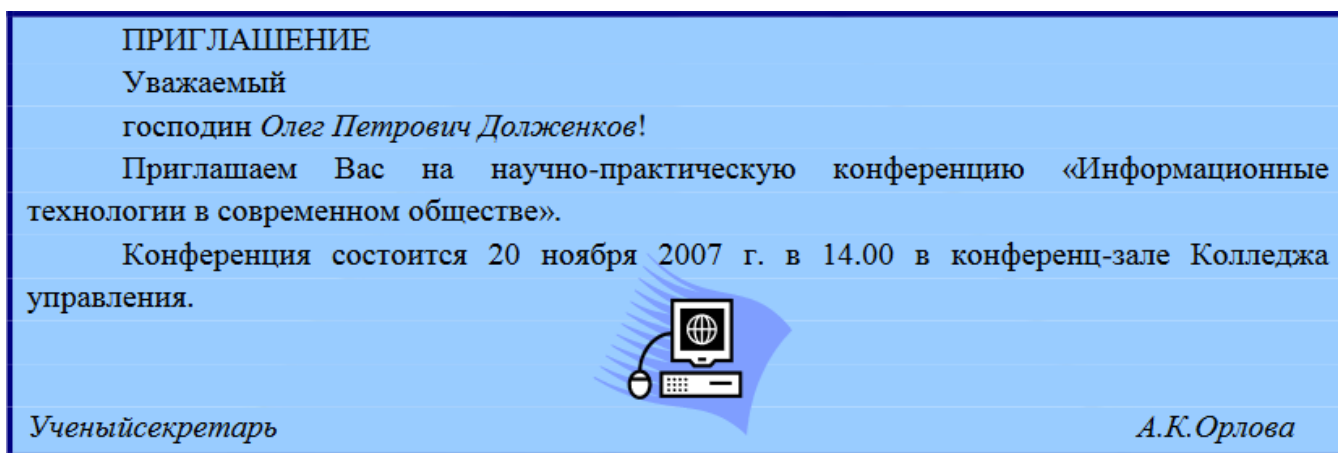 ПРИГЛАШЕНИЕ
Уважаемый
господин Олег Петрович Долженков!
Приглашаем Вас на научно-практическую конференцию «Информационные
технологии в современном обществе».
Конференция состоится 20 ноября 2007 г. в 14.00 в конференц-зале Колледжа
управления.
Ученыйсекретарь А.К.Орлова